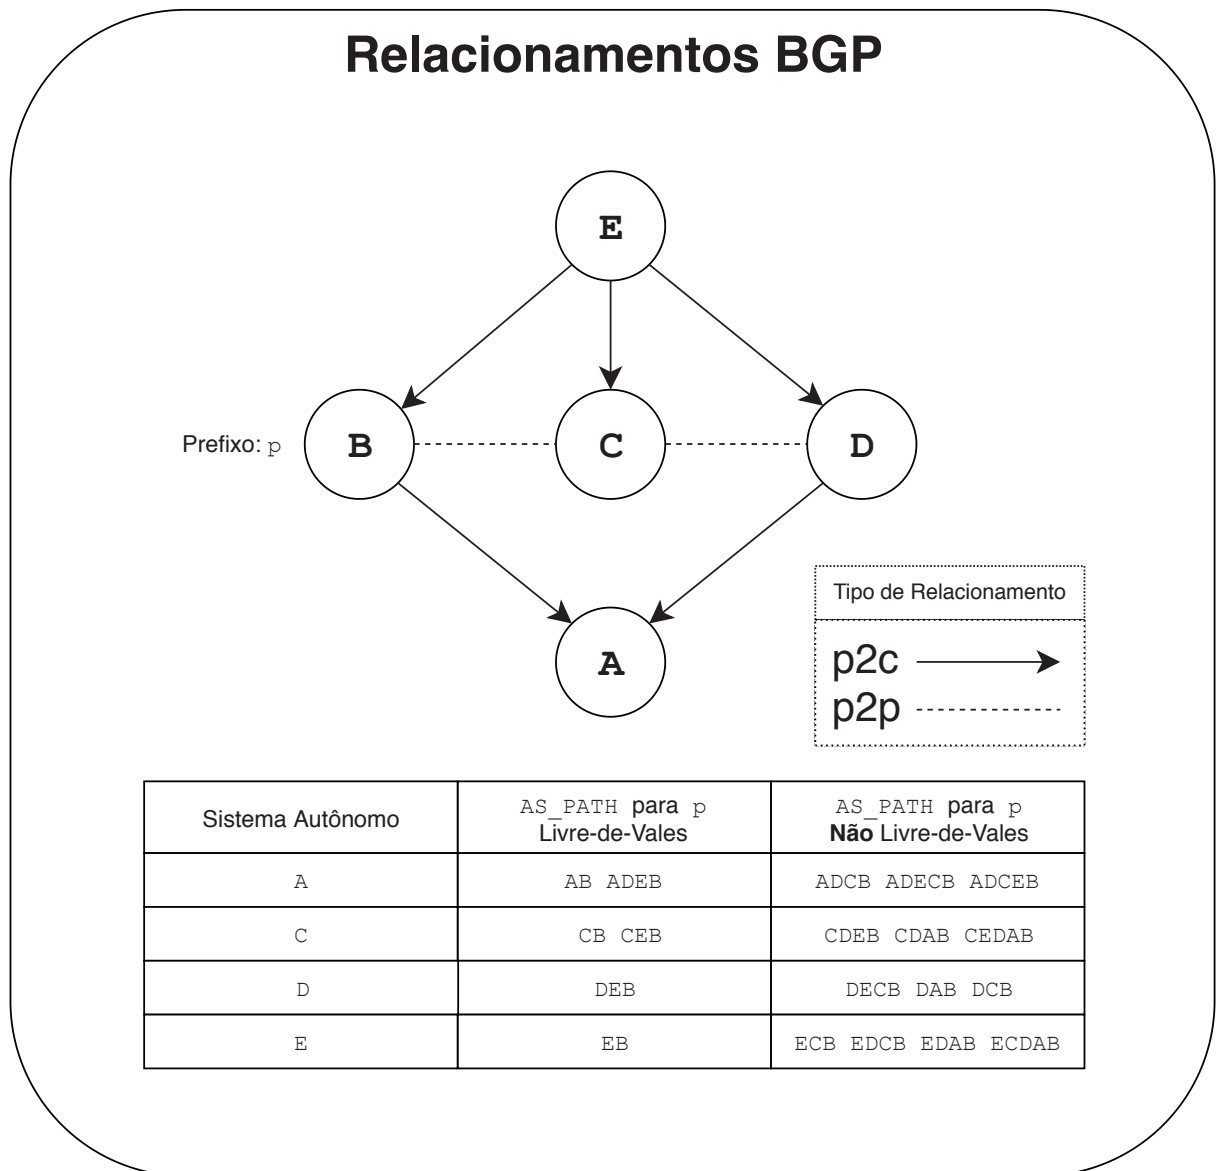 Relacionamentos BGP
E
Prefixo: p
B
C
D
A
Tipo de Relacionamento
p2c
p2p
Sistema Autônomo
AS_PATH para p
Livre-de-Vales
AS_PATH para p
Não Livre-de-Vales
A
AB ADEB
ADCB ADECB ADCEB
C
CB CEB
CDEB CDAB CEDAB
D
DEB
DECB DAB DCB
E
EB
ECB EDCB EDAB ECDAB